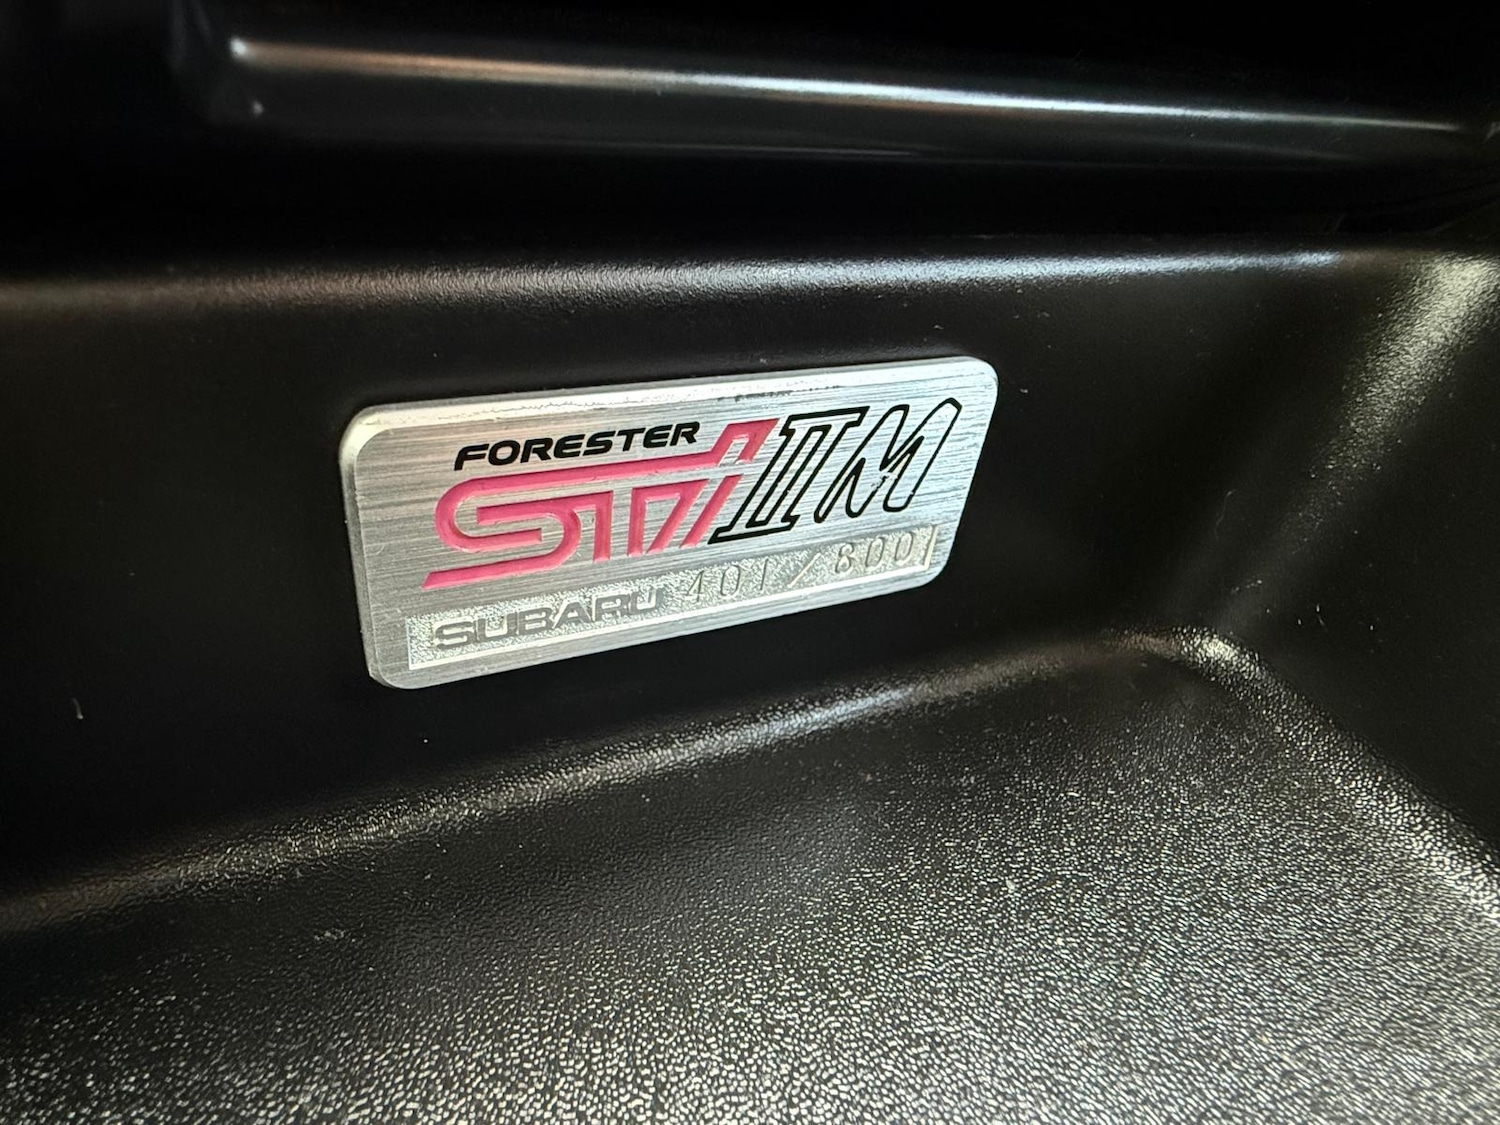 FORESTER
STi II M
SUBARU 401/800